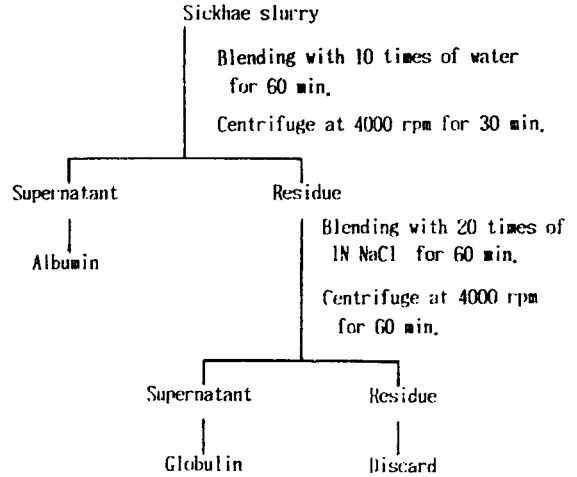 Sickhae slurry
Blending with 10 times of water
for 60 min.
Centrifuge at 4000 rpm for 30 min.
Supernatant
Residue
Albumin
Blending with 20 times of
1N NaCl for 60 min.
Centrifuge at 4000 rpm
for 60 min.
Supernatant
Residue
Globulin
Discard